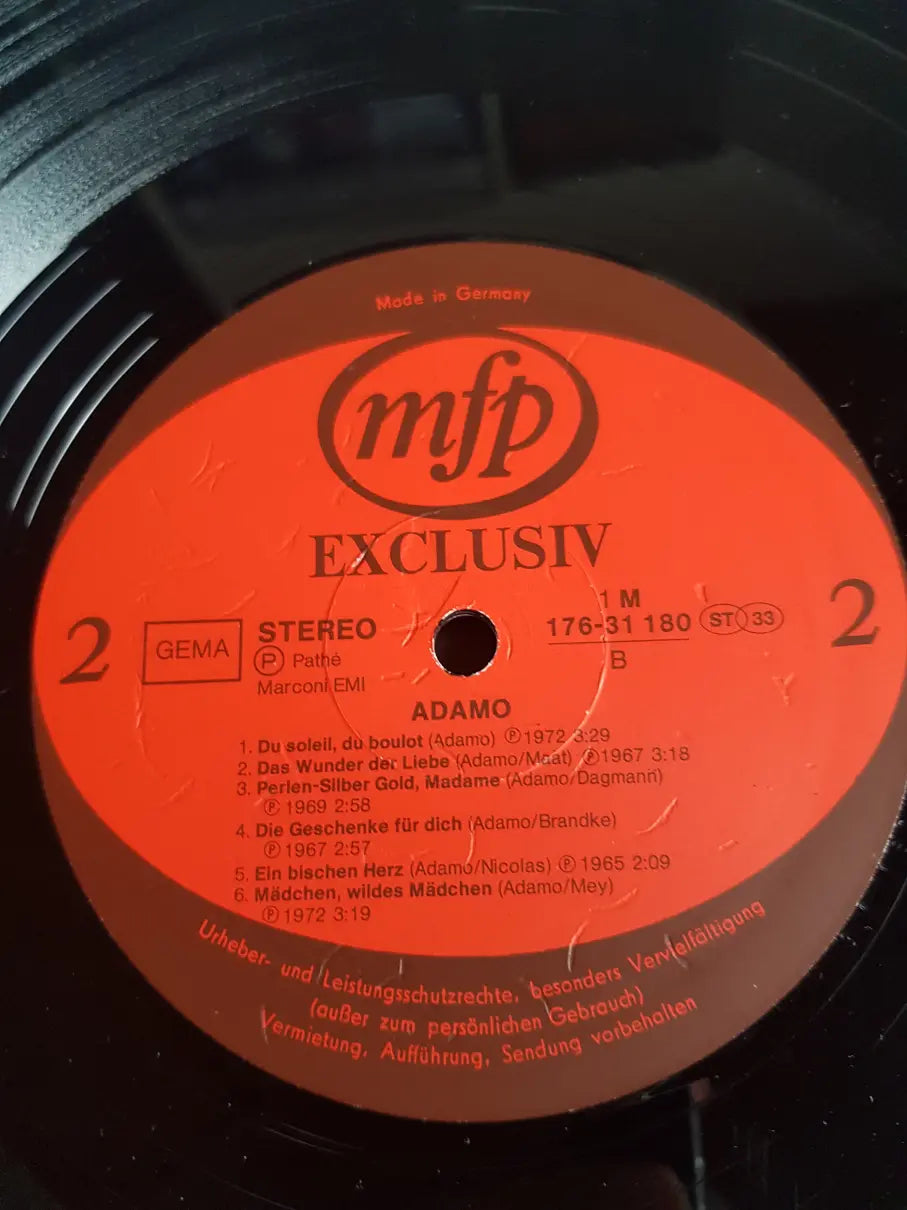 Made in Germany
mfp
EXCLUSIV
2
GEMA
STEREO
Ⓟ Pathé
Marconi EMI
1 M
176-31 180
B
ST 33
2
ADAMO
1. Du soleil, du boulot (Adamo) Ⓟ1972 3:29
2. Das Wunder der Liebe (Adamo/Maat) Ⓟ1967 3:18
3. Perlen-Silber Gold, Madame (Adamo/Dagmann)
Ⓟ 1969 2:58
4. Die Geschenke für dich (Adamo/Brandke)
Ⓟ 1967 2:57
5. Ein bischen Herz (Adamo/Nicolas) Ⓟ 1965 2:09
6. Mädchen, wildes Mädchen (Adamo/Mey)
Ⓟ 1972 3:19
Urheber- und Leistungsschutzrechte, besonders Vervielfältigung
(außer zum persönlichen Gebrauch)
Vermietung, Aufführung, Sendung vorbehalten